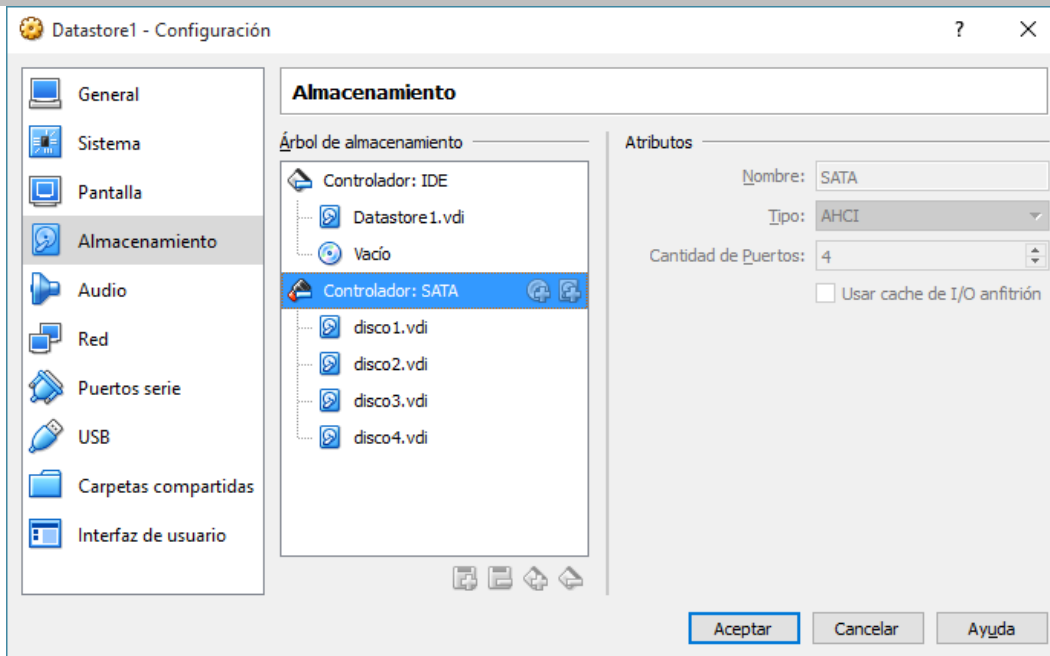 Datastore1 - Configuración ?
General
Sistema
Pantalla
Almacenamiento
Audio
Red
Puertos serie
USB
Carpetas compartidas
Interfaz de usuario
Almacenamiento
Árbol de almacenamiento
Controlador: IDE
Datastore1.vdi
Vacío
Controlador: SATA
disco1.vdi
disco2.vdi
disco3.vdi
disco4.vdi
Atributos
Nombre: SATA
Tipo: AHCI
Cantidad de Puertos: 4
Usar cache de I/O anfitrión
Aceptar Cancelar Ayuda